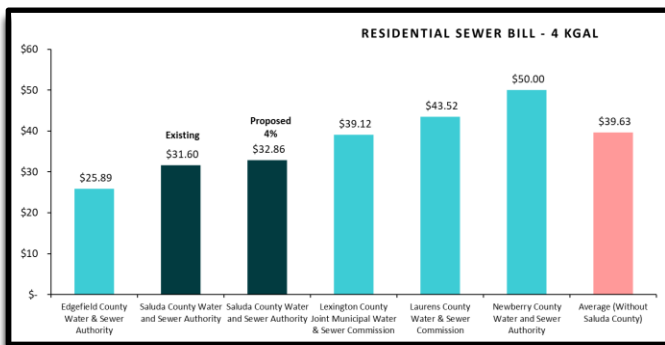 RESIDENTIAL SEWER BILL - 4 KGAL
$60
$50
$40
$30
$20
$10
$-
$25.89
Existing
$31.60
Proposed
4%
$32.86
$39.12
$43.52
$50.00
$39.63
Edgefield County
Water & Sewer
Authority
Saluda County Water
and Sewer Authority
Saluda County Water
and Sewer Authority
Lexington County
Joint Municipal Water
& Sewer Commission
Laurens County
Water & Sewer
Commission
Newberry County
Water and Sewer
Authority
Average (Without
Saluda County)